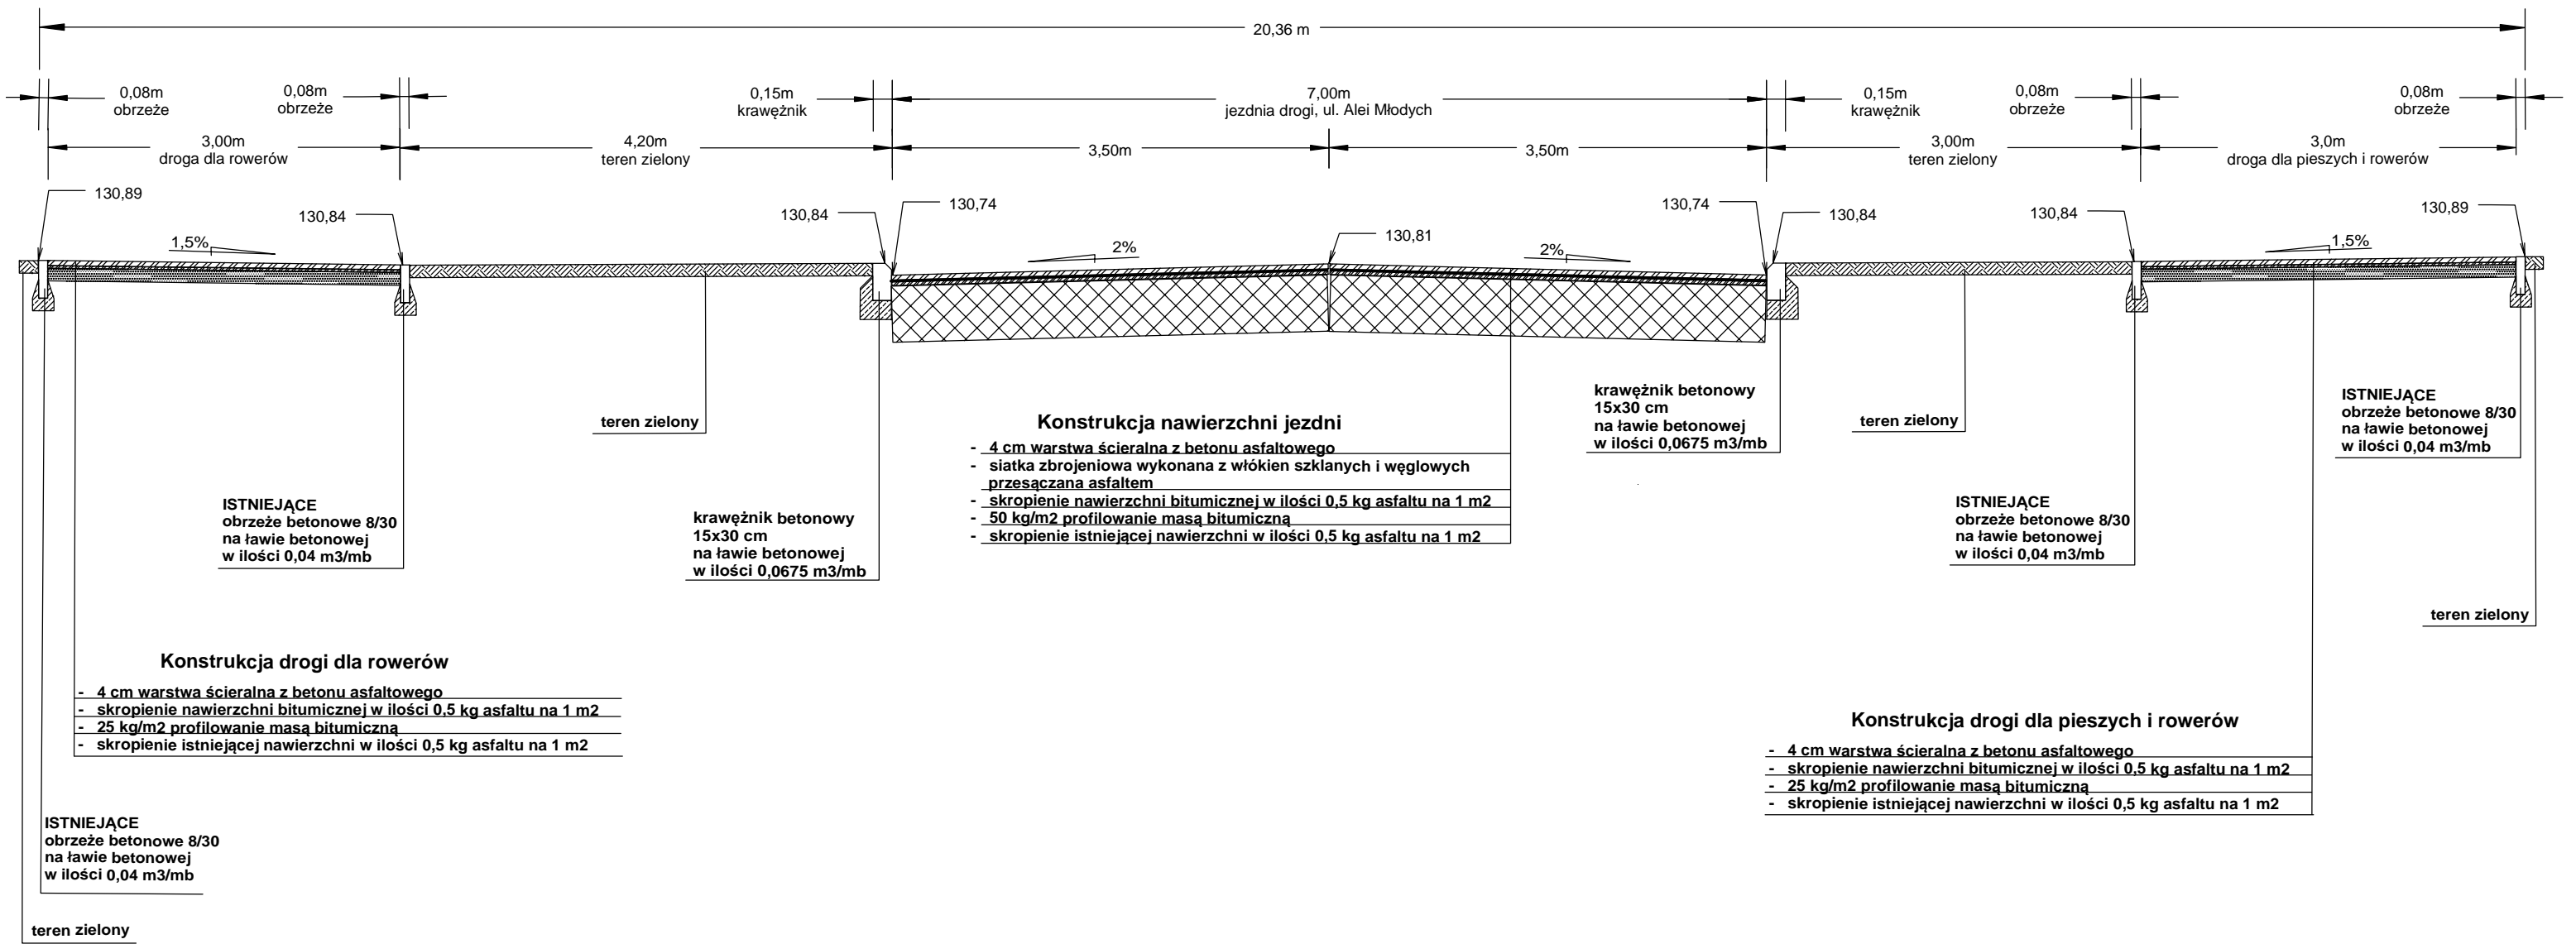 20,36 m
0,08m
obrzeże
0,08m
obrzeże
0,15m
krawężnik
7,00m
jezdnia drogi, ul. Alei Młodych
0,15m
krawężnik
0,08m
obrzeże
0,08m
obrzeże
3,00m
droga dla rowerów
4,20m
teren zielony
3,50m
3,50m
3,00m
teren zielony
3,0m
droga dla pieszych i rowerów
130,89
130,84
130,84
130,74
130,81
130,74
130,84
130,84
130,89
1,5%
2%
2%
1,5%
teren zielony
Konstrukcja nawierzchni jezdni
- 4 cm warstwa ścieralna z betonu asfaltowego
- siatka zbrojeniowa wykonana z włókien szklanych i węglowych
przesączana asfaltem
- skropienie nawierzchni bitumicznej w ilości 0,5 kg asfaltu na 1 m2
- 50 kg/m2 profilowanie masą bitumiczną
- skropienie istniejącej nawierzchni w ilości 0,5 kg asfaltu na 1 m2
krawężnik betonowy
15x30 cm
na ławie betonowej
w ilości 0,0675 m3/mb
teren zielony
ISTNIEJĄCE
obrzeże betonowe 8/30
na ławie betonowej
w ilości 0,04 m3/mb
ISTNIEJĄCE
obrzeże betonowe 8/30
na ławie betonowej
w ilości 0,04 m3/mb
krawężnik betonowy
15x30 cm
na ławie betonowej
w ilości 0,0675 m3/mb
ISTNIEJĄCE
obrzeże betonowe 8/30
na ławie betonowej
w ilości 0,04 m3/mb
teren zielony
Konstrukcja drogi dla rowerów
- 4 cm warstwa ścieralna z betonu asfaltowego
- skropienie nawierzchni bitumicznej w ilości 0,5 kg asfaltu na 1 m2
- 25 kg/m2 profilowanie masą bitumiczną
- skropienie istniejącej nawierzchni w ilości 0,5 kg asfaltu na 1 m2
Konstrukcja drogi dla pieszych i rowerów
- 4 cm warstwa ścieralna z betonu asfaltowego
- skropienie nawierzchni bitumicznej w ilości 0,5 kg asfaltu na 1 m2
- 25 kg/m2 profilowanie masą bitumiczną
- skropienie istniejącej nawierzchni w ilości 0,5 kg asfaltu na 1 m2
ISTNIEJĄCE
obrzeże betonowe 8/30
na ławie betonowej
w ilości 0,04 m3/mb
teren zielony